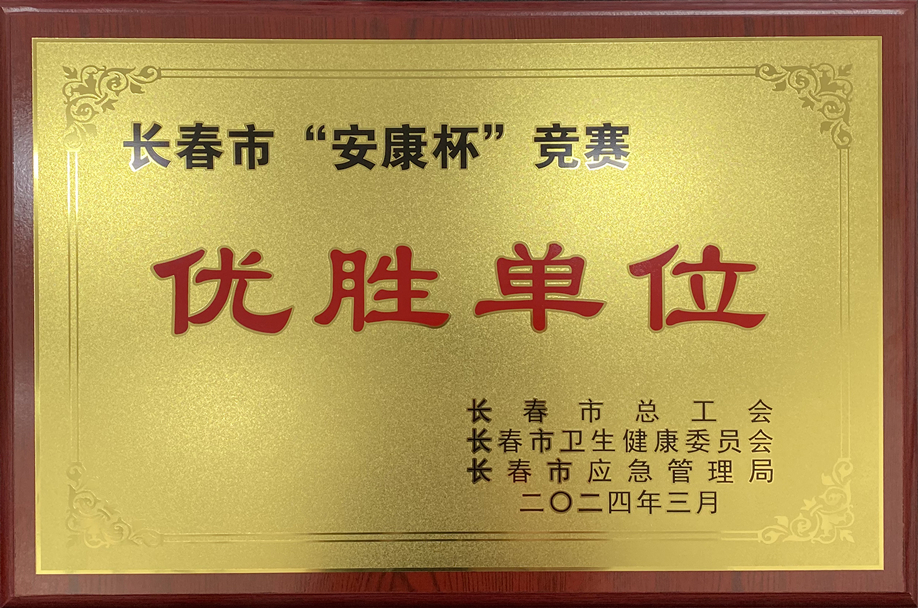 长春市“安康杯”竞赛
优胜单位
长春市总工会
长春市卫生健康委员会
长春市应急管理局
二〇二四年三月